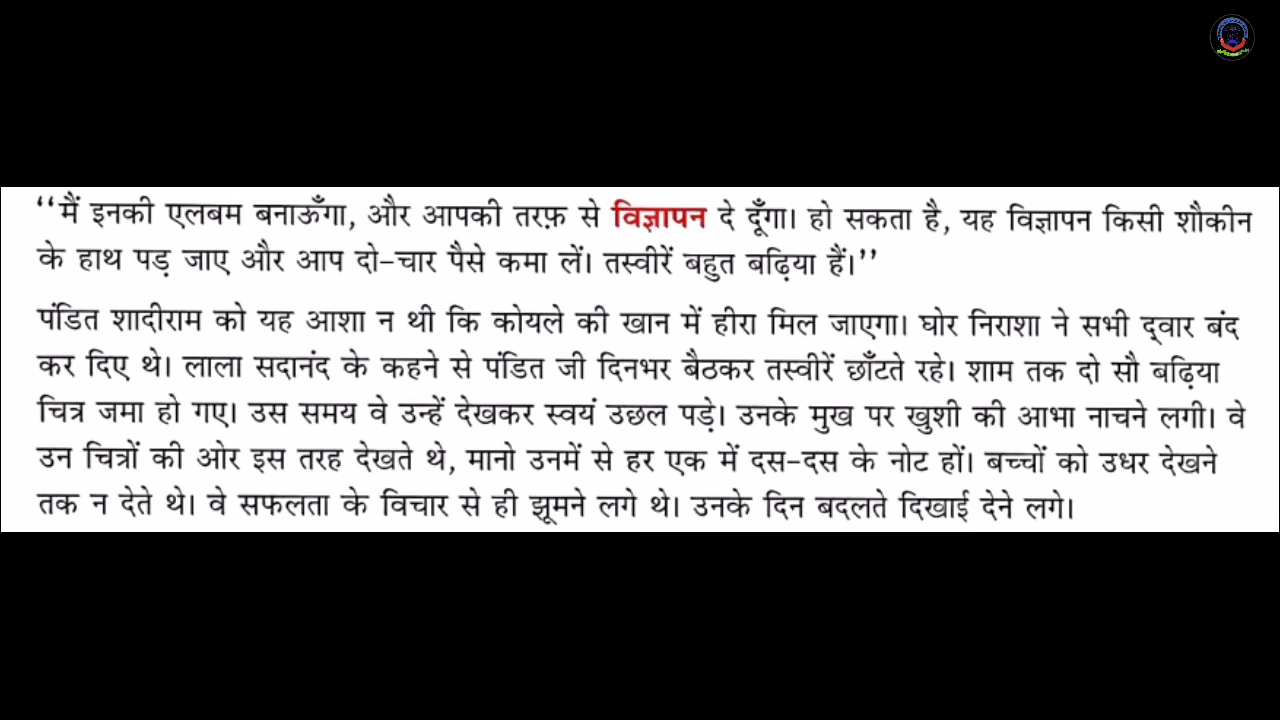 ‘‘मैं इनकी एलबम बनाऊँगा, और आपकी तरफ़ से विज्ञापन दे दूँगा। हो सकता है, यह विज्ञापन किसी शौकीन
के हाथ पड़ जाए और आप दो-चार पैसे कमा लें। तस्वीरें बहुत बढ़िया हैं।’’
पंडित शादीराम को यह आशा न थी कि कोयले की खान में हीरा मिल जाएगा। घोर निराशा ने सभी द्‌वार बंद
कर दिए थे। लाला सदानंद के कहने से पंडित जी दिनभर बैठकर तस्वीरें छाँटते रहे। शाम तक दो सौ बढ़िया
चित्र जमा हो गए। उस समय वे उन्हें देखकर स्वयं उछल पड़े। उनके मुख पर खुशी की आभा नाचने लगी। वे
उन चित्रों की ओर इस तरह देखते थे, मानो उनमें से हर एक में दस-दस के नोट हों। बच्चों को उधर देखने
तक न देते थे। वे सफलता के विचार से ही झूमने लगे थे। उनके दिन बदलते दिखाई देने लगे।